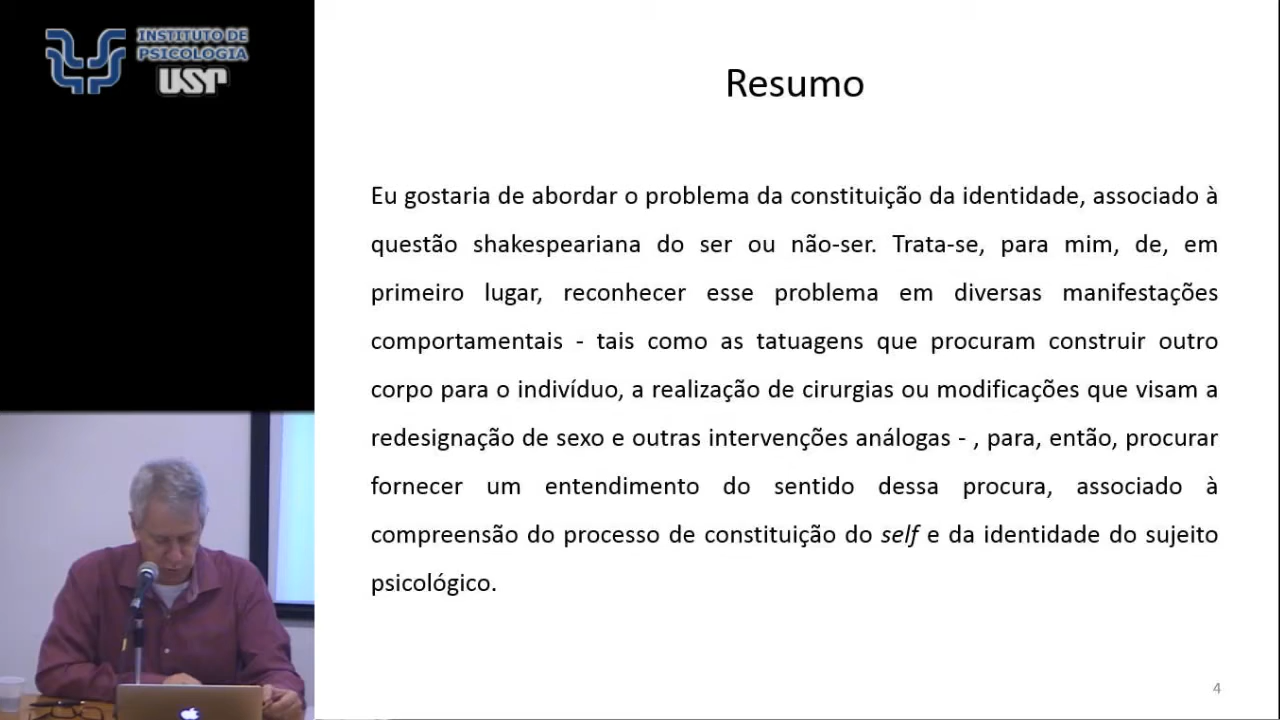 INSTITUTO DE
PSICOLOGIA
USP
Resumo
Eu gostaria de abordar o problema da constituição da identidade, associado à
questão shakespeariana do ser ou não-ser. Trata-se, para mim, de, em
primeiro lugar, reconhecer esse problema em diversas manifestações
comportamentais - tais como as tatuagens que procuram construir outro
corpo para o indivíduo, a realização de cirurgias ou modificações que visam a
redesignação de sexo e outras intervenções análogas - , para, então, procurar
fornecer um entendimento do sentido dessa procura, associado à
compreensão do processo de constituição do self e da identidade do sujeito
psicológico.
4